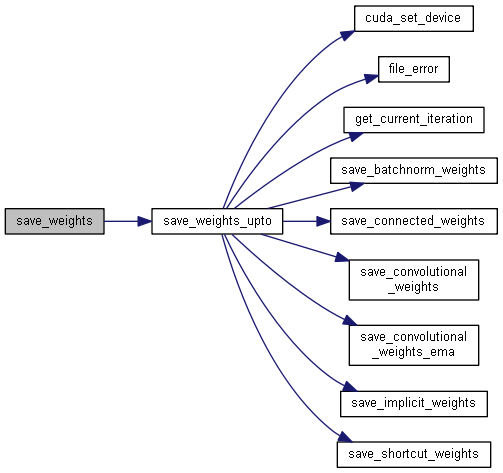 cuda_set_device
file_error
get_current_iteration
save_batchnorm_weights
save_weights
save_weights_upto
save_connected_weights
save_convolutional
_weights
save_convolutional
_weights_ema
save_implicit_weights
save_shortcut_weights